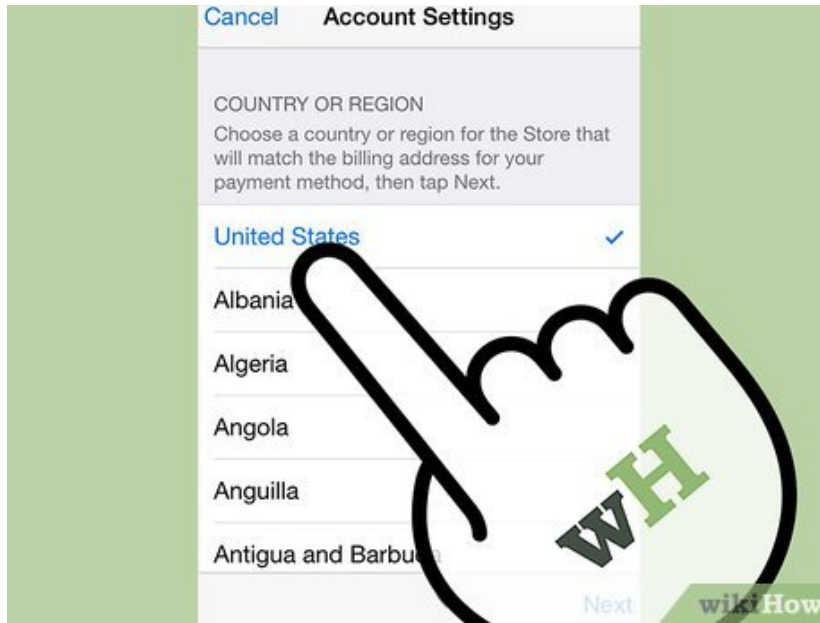 Cancel Account Settings
COUNTRY OR REGION
Choose a country or region for the Store that
will match the billing address for your
payment method, then tap Next.
United States
Albania
Algeria
Angola
Anguilla
Antigua and Barbuda
wH
Next
wikiHow